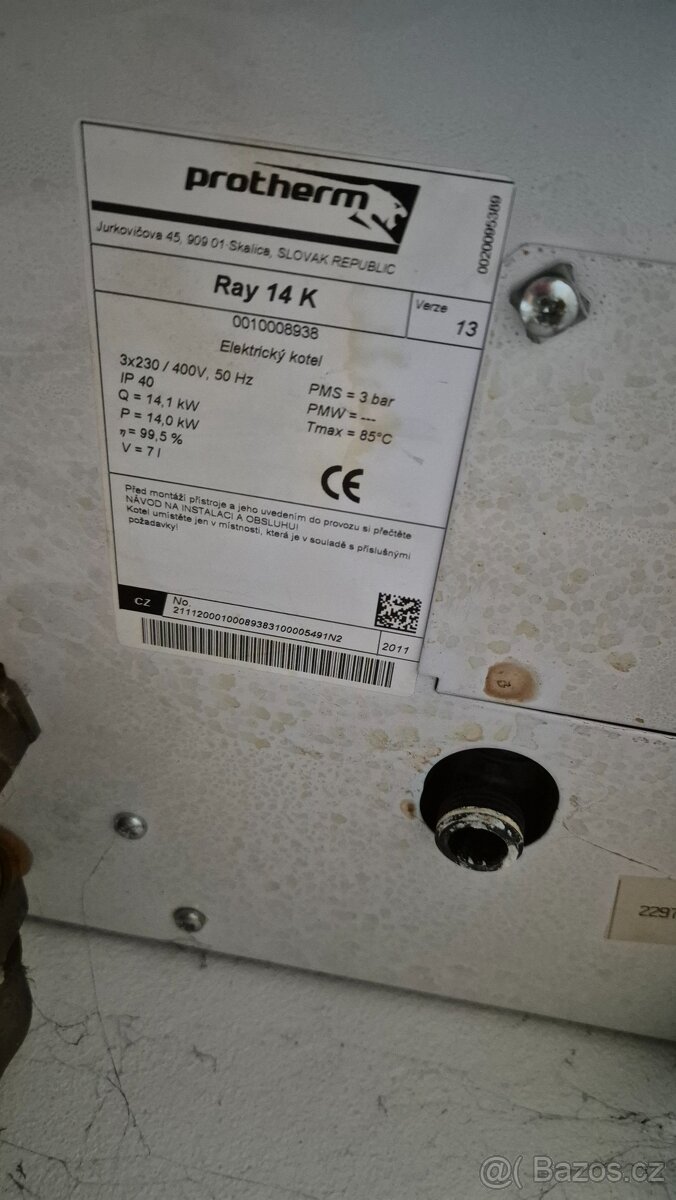 protherm
Jurkovičova 45, 909 01 Skalica, SLOVAK REPUBLIC
0020095389
Ray 14 K
Verze 13
0010008938
Elektrický kotel
3x230 / 400V, 50 Hz
IP 40
Q = 14,1 kW
P = 14,0 kW
η = 99,5 %
V = 7 l
PMS = 3 bar
PMW = ---
Tmax = 85°C
CE
Před montáží přístroje a jeho uvedením do provozu si přečtěte
NÁVOD NA INSTALACI A OBSLUHU!
Kotel umístěte jen v místnosti, která je v souladě s příslušnými
požadavky!
CZ
No.
21112000100089383100005491N2
2011
2297
@( Bazos.cz